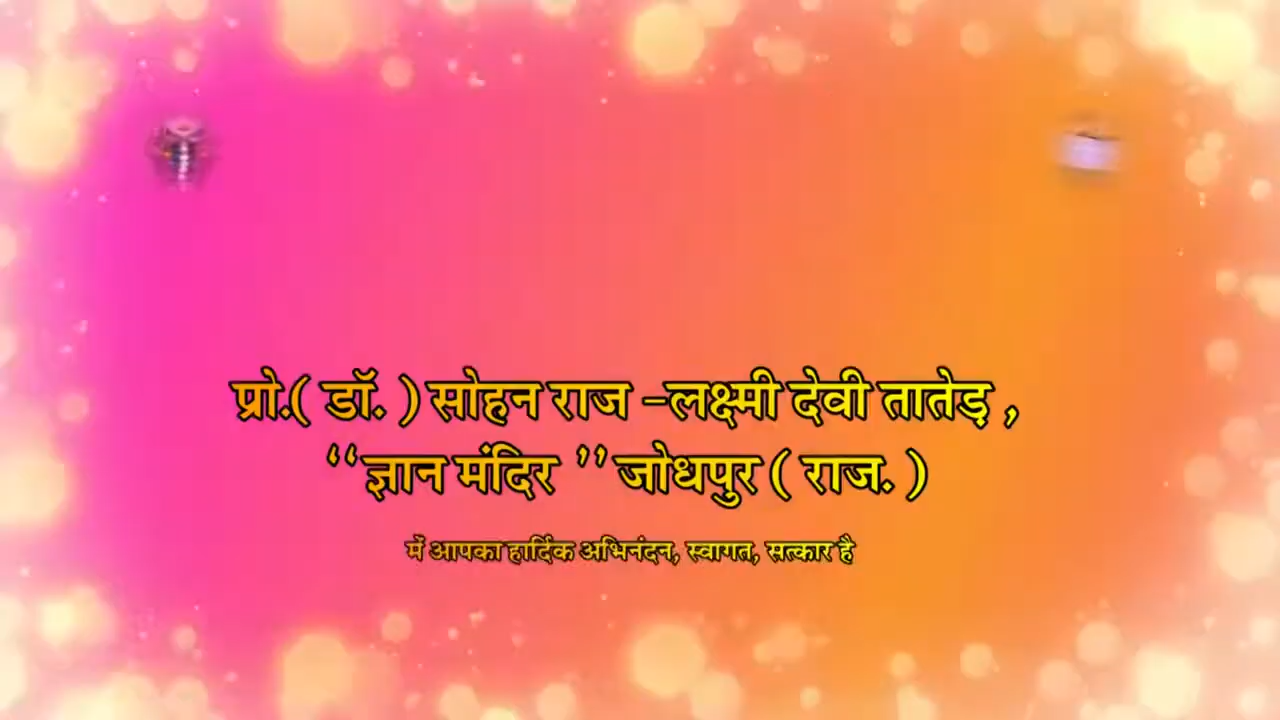 प्रो.( डॉ. ) सोहन राज -लक्ष्मी देवी तातेड़ ,
“ज्ञान मंदिर ” जोधपुर ( राज. )
में आपका हार्दिक अभिनंदन, स्वागत, सत्कार है